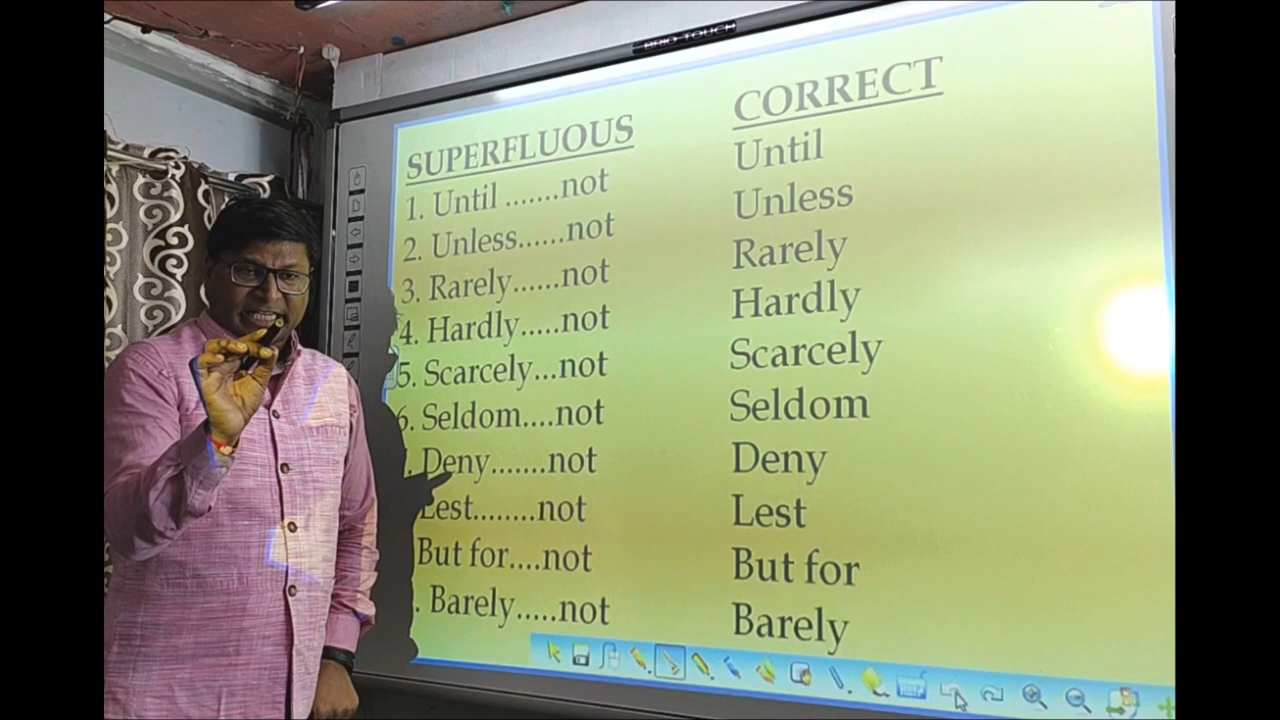 BRIO-TOUCH
SUPERFLUOUS CORRECT
1. Until .......not Until
2. Unless......not Unless
3. Rarely......not Rarely
4. Hardly.....not Hardly
5. Scarcely...not Scarcely
6. Seldom....not Seldom
. Deny.......not Deny
Lest........not Lest
But for....not But for
. Barely.....not Barely